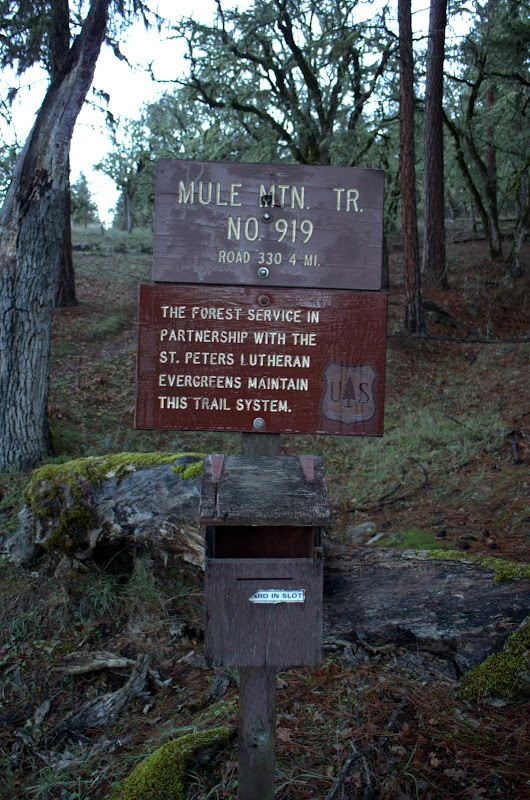 MULE MTN. TR.
NO. 919
ROAD 330 4 MI.
THE FOREST SERVICE IN
PARTNERSHIP WITH THE
ST. PETERS LUTHERAN
EVERGREENS MAINTAIN
THIS TRAIL SYSTEM.
US
ARD IN SLOT